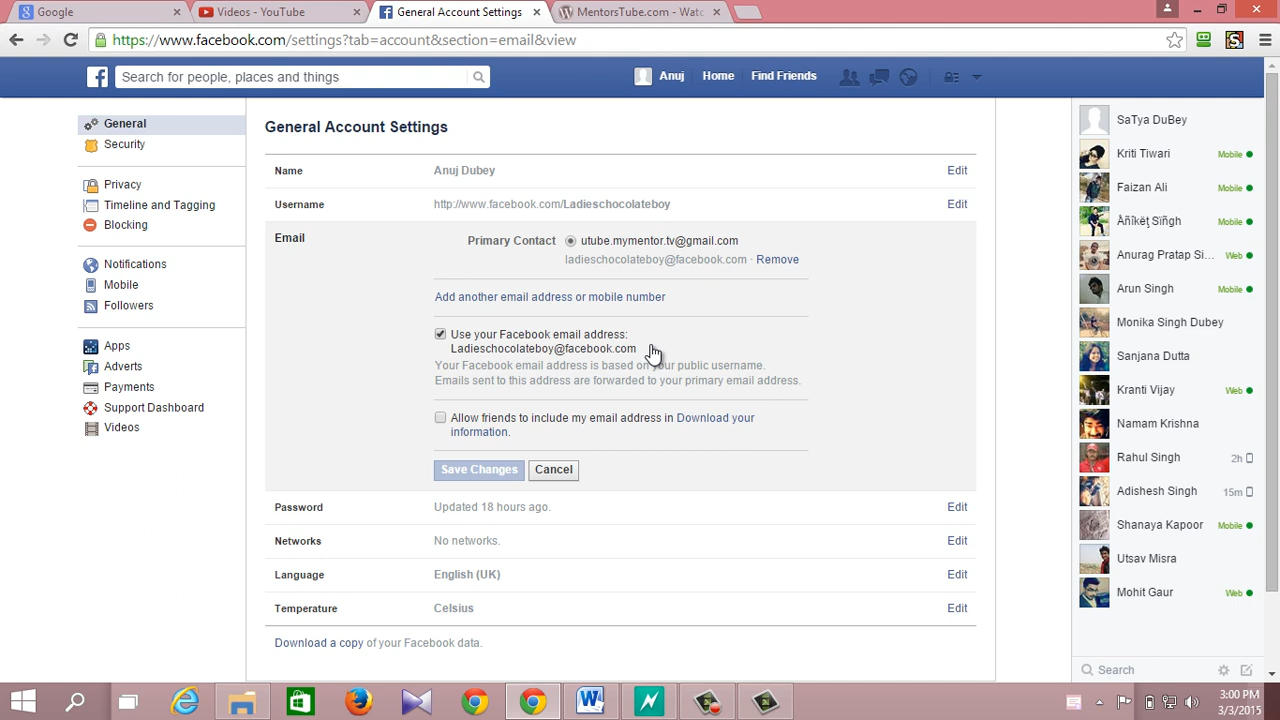 Google
Videos - YouTube
General Account Settings
MentorsTube.com - Watc
https://www.facebook.com/settings?tab=account&section=email&view
Search for people, places and things
Anuj
Home
Find Friends
General
Security
Privacy
Timeline and Tagging
Blocking
Notifications
Mobile
Followers
Apps
Adverts
Payments
Support Dashboard
Videos
General Account Settings
Name Anuj Dubey Edit
Username http://www.facebook.com/Ladieschocolateboy Edit
Email Primary Contact utube.mymentor.tv@gmail.com
ladieschocolateboy@facebook.com · Remove
Add another email address or mobile number
Use your Facebook email address:
Ladieschocolateboy@facebook.com
Your Facebook email address is based on your public username.
Emails sent to this address are forwarded to your primary email address.
Allow friends to include my email address in Download your
information.
Save Changes Cancel
Password Updated 18 hours ago. Edit
Networks No networks. Edit
Language English (UK) Edit
Temperature Celsius Edit
Download a copy of your Facebook data.
SaTya DuBey
Kriti Tiwari Mobile
Faizan Ali Mobile
Mobile
Anurag Pratap Si... Web
Arun Singh Mobile
Monika Singh Dubey
Sanjana Dutta
Kranti Vijay Web
Namam Krishna
Rahul Singh 2h
Adishesh Singh 15m
Shanaya Kapoor Mobile
Utsav Misra
Mohit Gaur Web
Search
3:00 PM
3/3/2015